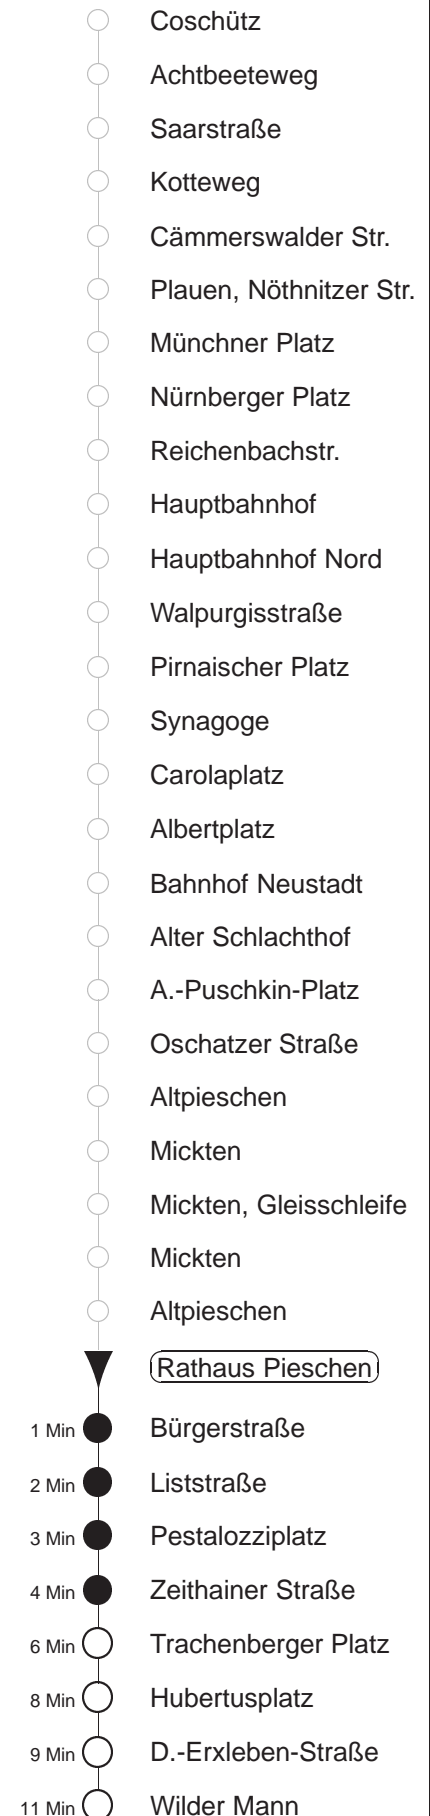 Coschütz
Achtbeeteweg
Saarstraße
Kotteweg
Cämmerswalder Str.
Plauen, Nöthnitzer Str.
Münchner Platz
Nürnberger Platz
Reichenbachstr.
Hauptbahnhof
Hauptbahnhof Nord
Walpurgisstraße
Pirnaischer Platz
Synagoge
Carolaplatz
Albertplatz
Bahnhof Neustadt
Alter Schlachthof
A.-Puschkin-Platz
Oschatzer Straße
Altpieschen
Mickten
Mickten, Gleisschleife
Mickten
Altpieschen
Rathaus Pieschen
1 Min Bürgerstraße
2 Min Liststraße
3 Min Pestalozziplatz
4 Min Zeithainer Straße
6 Min Trachenberger Platz
8 Min Hubertusplatz
9 Min D.-Erxleben-Straße
11 Min Wilder Mann